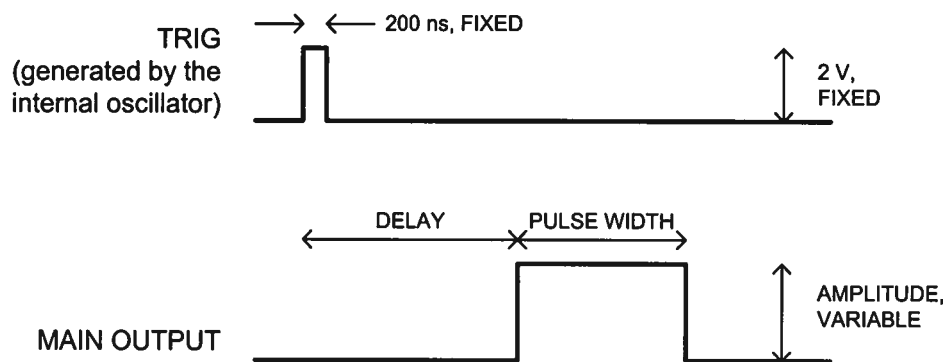 TRIG
(generated by the
internal oscillator)
200 ns, FIXED
2 V,
FIXED
DELAY
PULSE WIDTH
MAIN OUTPUT
AMPLITUDE,
VARIABLE